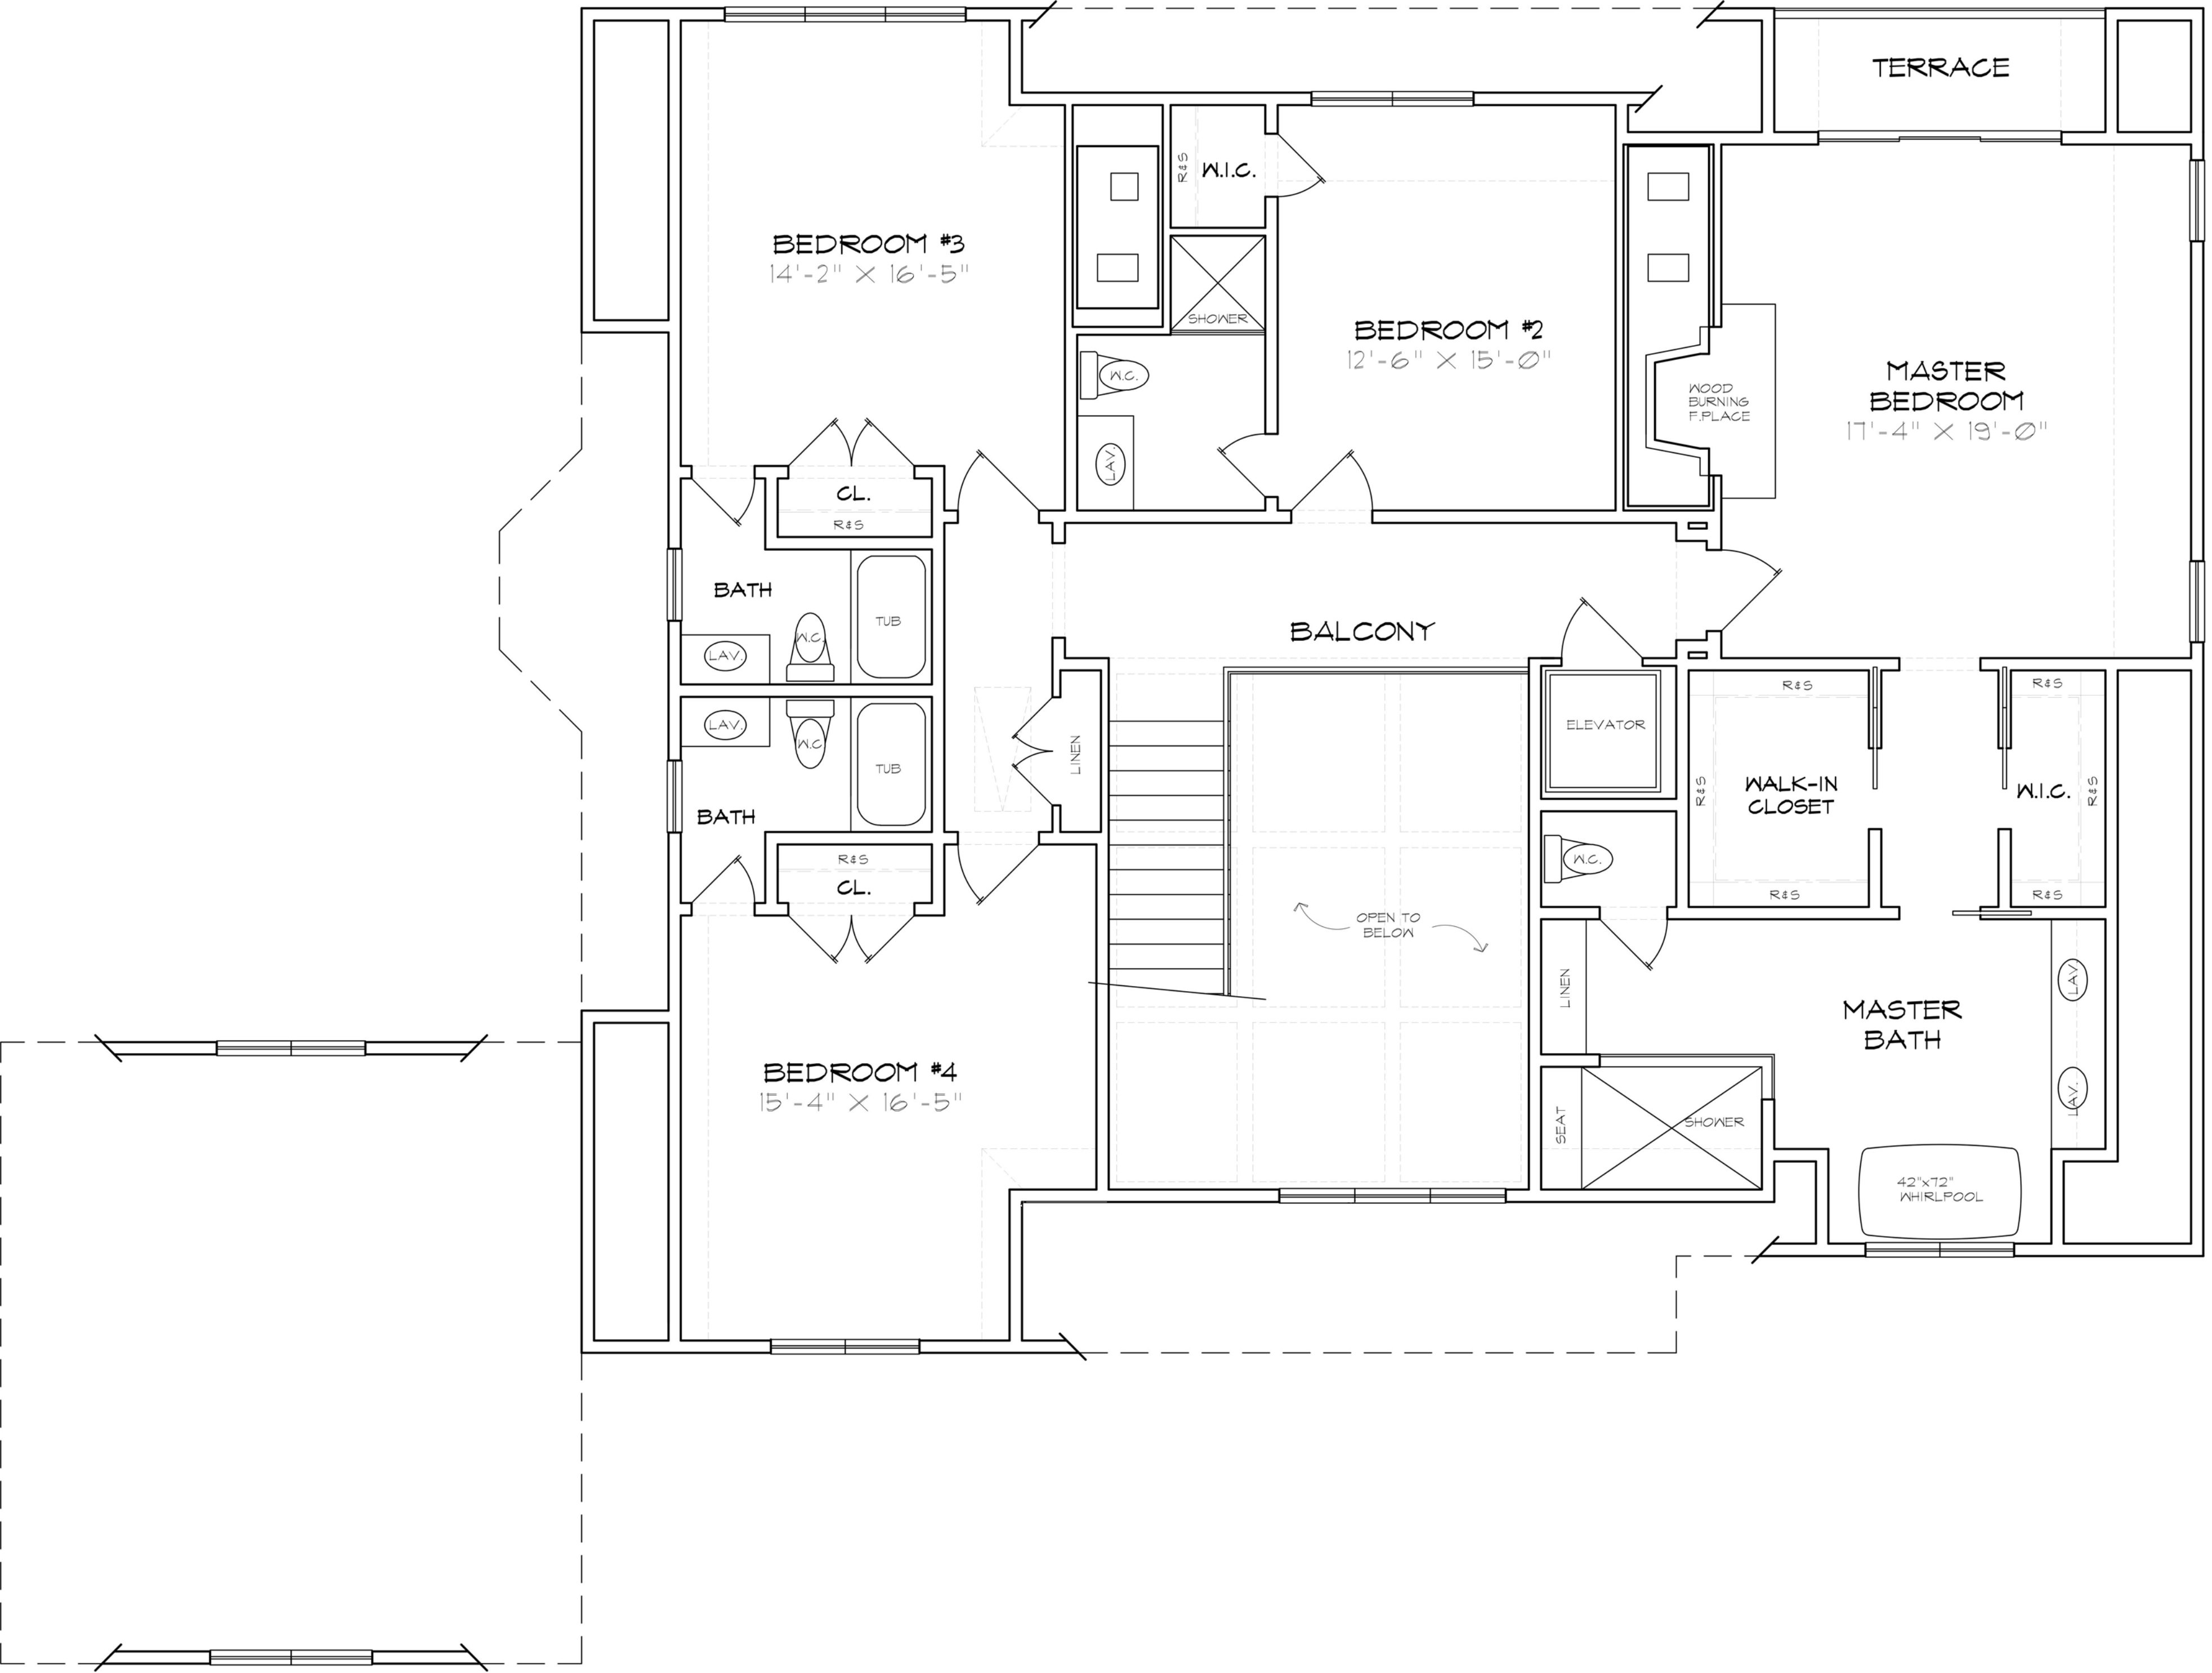 TERRACE
R&S
W.I.C.
BEDROOM #3
14'-2" X 16'-5"
SHOWER
BEDROOM #2
12'-6" X 15'-0"
W.C.
LAV.
WOOD
BURNING
F.PLACE
MASTER
BEDROOM
17'-4" X 19'-0"
CL.
R&S
BATH
TUB
W.C.
LAV.
BALCONY
LAV.
W.C.
TUB
BATH
LINEN
ELEVATOR
R&S
R&S
WALK-IN
CLOSET
R&S
R&S
W.I.C.
R&S
R&S
R&S
CL.
W.C.
OPEN TO
BELOW
LINEN
LAV.
MASTER
BATH
LAV.
BEDROOM #4
15'-4" X 16'-5"
SEAT
SHOWER
42"x72"
WHIRLPOOL